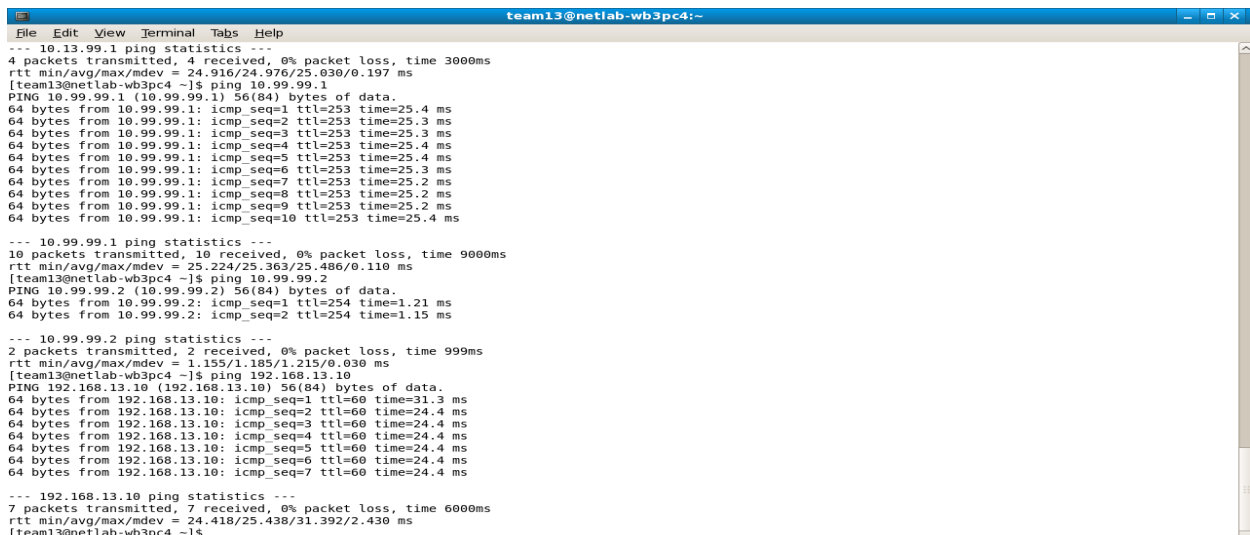 team13@netlab-wb3pc4:~
File Edit View Terminal Tabs Help
--- 10.13.99.1 ping statistics ---
4 packets transmitted, 4 received, 0% packet loss, time 3000ms
rtt min/avg/max/mdev = 24.916/24.976/25.030/0.197 ms
[team13@netlab-wb3pc4 ~]$ ping 10.99.99.1
PING 10.99.99.1 (10.99.99.1) 56(84) bytes of data.
64 bytes from 10.99.99.1: icmp_seq=1 ttl=253 time=25.4 ms
64 bytes from 10.99.99.1: icmp_seq=2 ttl=253 time=25.3 ms
64 bytes from 10.99.99.1: icmp_seq=3 ttl=253 time=25.3 ms
64 bytes from 10.99.99.1: icmp_seq=4 ttl=253 time=25.4 ms
64 bytes from 10.99.99.1: icmp_seq=5 ttl=253 time=25.4 ms
64 bytes from 10.99.99.1: icmp_seq=6 ttl=253 time=25.3 ms
64 bytes from 10.99.99.1: icmp_seq=7 ttl=253 time=25.2 ms
64 bytes from 10.99.99.1: icmp_seq=8 ttl=253 time=25.2 ms
64 bytes from 10.99.99.1: icmp_seq=9 ttl=253 time=25.2 ms
64 bytes from 10.99.99.1: icmp_seq=10 ttl=253 time=25.4 ms
--- 10.99.99.1 ping statistics ---
10 packets transmitted, 10 received, 0% packet loss, time 9000ms
rtt min/avg/max/mdev = 25.224/25.363/25.486/0.110 ms
[team13@netlab-wb3pc4 ~]$ ping 10.99.99.2
PING 10.99.99.2 (10.99.99.2) 56(84) bytes of data.
64 bytes from 10.99.99.2: icmp_seq=1 ttl=254 time=1.21 ms
64 bytes from 10.99.99.2: icmp_seq=2 ttl=254 time=1.15 ms
--- 10.99.99.2 ping statistics ---
2 packets transmitted, 2 received, 0% packet loss, time 999ms
rtt min/avg/max/mdev = 1.155/1.185/1.215/0.030 ms
[team13@netlab-wb3pc4 ~]$ ping 192.168.13.10
PING 192.168.13.10 (192.168.13.10) 56(84) bytes of data.
64 bytes from 192.168.13.10: icmp_seq=1 ttl=60 time=31.3 ms
64 bytes from 192.168.13.10: icmp_seq=2 ttl=60 time=24.4 ms
64 bytes from 192.168.13.10: icmp_seq=3 ttl=60 time=24.4 ms
64 bytes from 192.168.13.10: icmp_seq=4 ttl=60 time=24.4 ms
64 bytes from 192.168.13.10: icmp_seq=5 ttl=60 time=24.4 ms
64 bytes from 192.168.13.10: icmp_seq=6 ttl=60 time=24.4 ms
64 bytes from 192.168.13.10: icmp_seq=7 ttl=60 time=24.4 ms
--- 192.168.13.10 ping statistics ---
7 packets transmitted, 7 received, 0% packet loss, time 6000ms
rtt min/avg/max/mdev = 24.418/25.438/31.392/2.430 ms
[team13@netlab-wb3pc4 ~]$